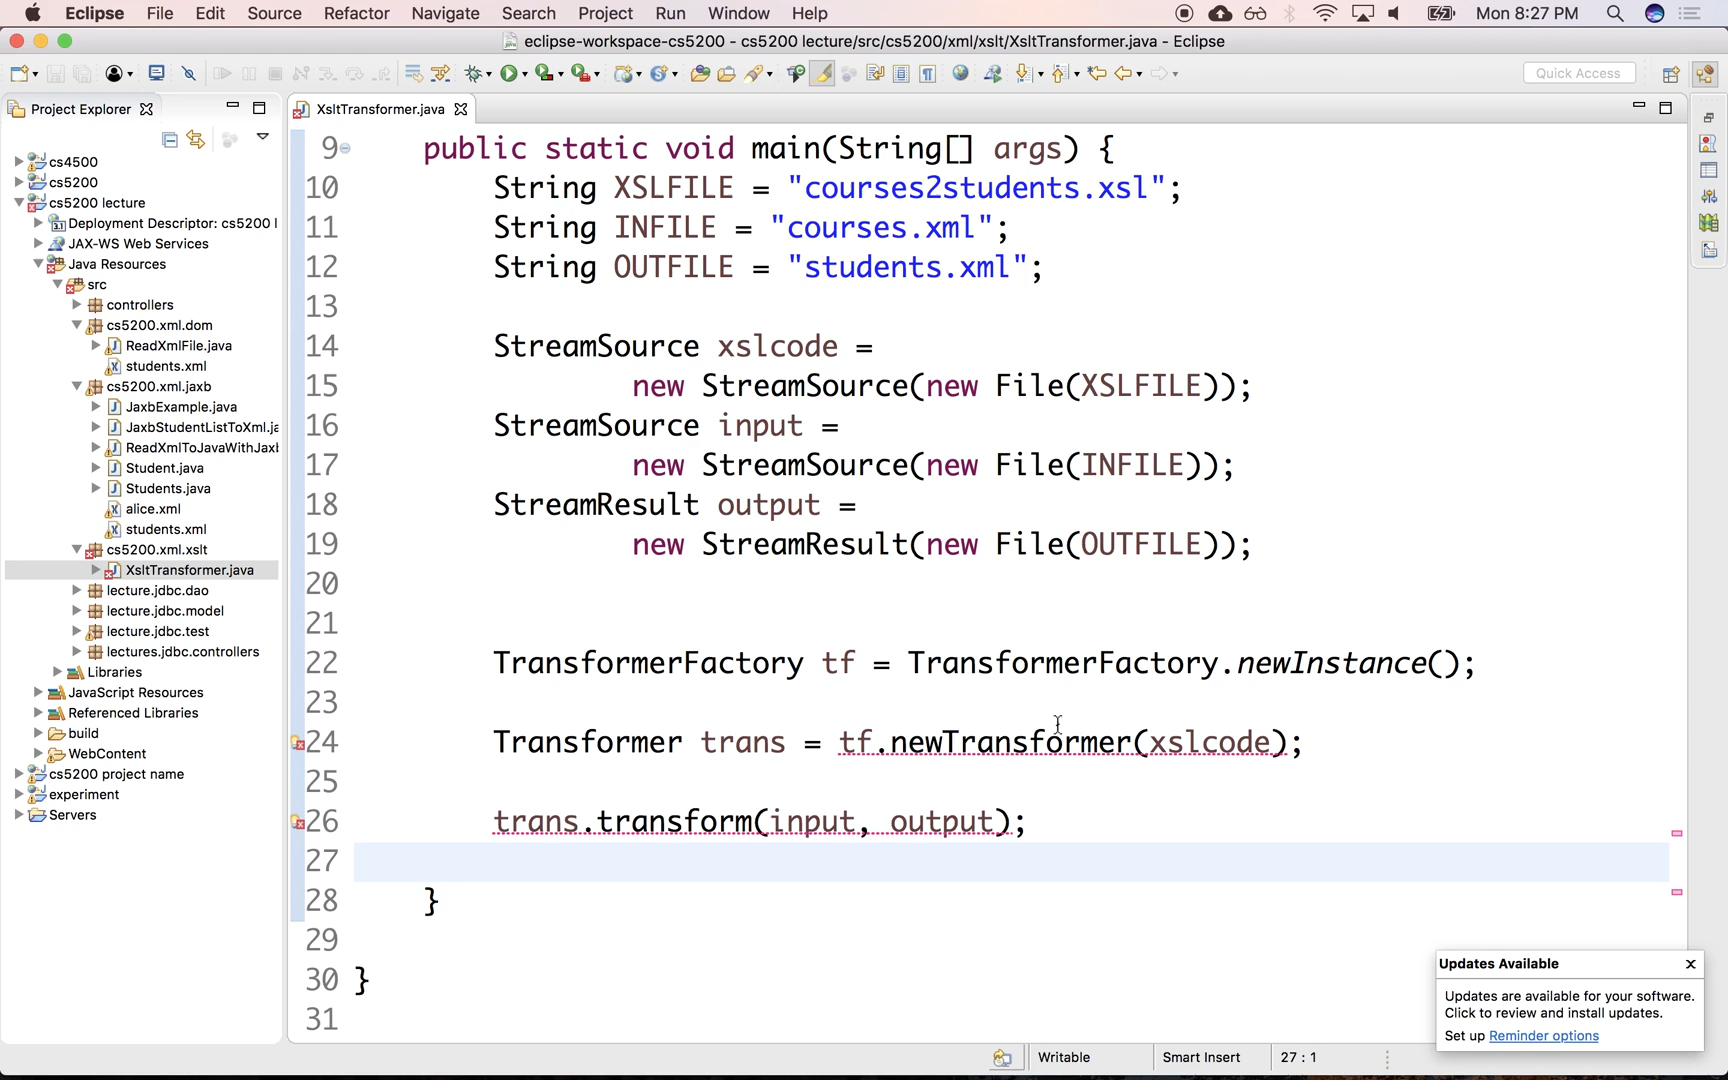 Eclipse File Edit Source Refactor Navigate Search Project Run Window Help Mon 8:27 PM
eclipse-workspace-cs5200 - cs5200 lecture/src/cs5200/xml/xslt/XsltTransformer.java - Eclipse
Quick Access
Project Explorer
XsltTransformer.java
cs4500
cs5200
cs5200 lecture
Deployment Descriptor: cs5200 l
JAX-WS Web Services
Java Resources
src
controllers
cs5200.xml.dom
ReadXmlFile.java
students.xml
cs5200.xml.jaxb
JaxbExample.java
JaxbStudentListToXml.ja
ReadXmlToJavaWithJaxb
Student.java
Students.java
alice.xml
students.xml
cs5200.xml.xslt
XsltTransformer.java
lecture.jdbc.dao
lecture.jdbc.model
lecture.jdbc.test
lectures.jdbc.controllers
Libraries
JavaScript Resources
Referenced Libraries
build
WebContent
cs5200 project name
experiment
Servers
9 public static void main(String[] args) {
10 String XSLFILE = "courses2students.xsl";
11 String INFILE = "courses.xml";
12 String OUTFILE = "students.xml";
13
14 StreamSource xslcode =
15 new StreamSource(new File(XSLFILE));
16 StreamSource input =
17 new StreamSource(new File(INFILE));
18 StreamResult output =
19 new StreamResult(new File(OUTFILE));
20
21
22 TransformerFactory tf = TransformerFactory.newInstance();
23
24 Transformer trans = tf.newTransformer(xslcode);
25
26 trans.transform(input, output);
27
28 }
29
30 }
31
Updates Available
Updates are available for your software.
Click to review and install updates.
Set up Reminder options
Writable Smart Insert 27 : 1